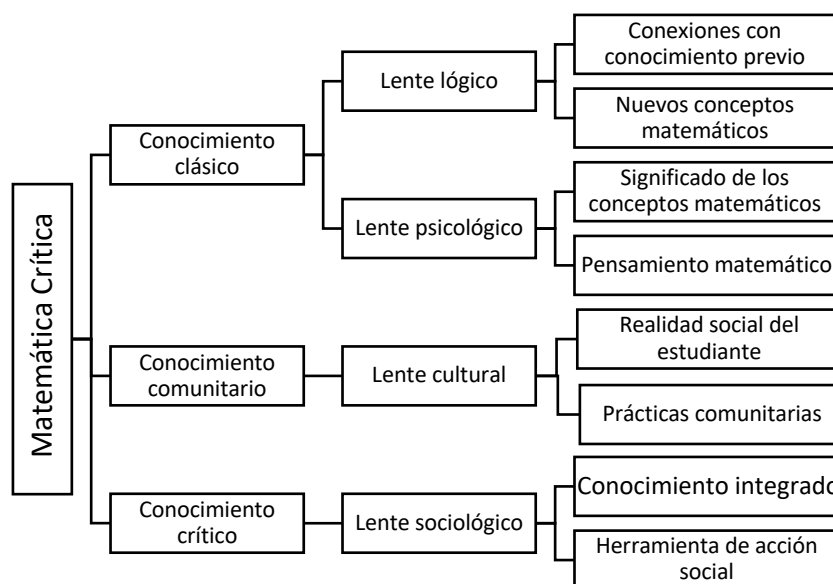 Matemática Crítica
Conocimiento
clásico
Lente lógico
Conexiones con
conocimiento previo
Nuevos conceptos
matemáticos
Lente psicológico
Significado de los
conceptos matemáticos
Pensamiento matemático
Conocimiento
comunitario
Lente cultural
Realidad social del
estudiante
Prácticas comunitarias
Conocimiento
crítico
Lente sociológico
Conocimiento integrado
Herramienta de acción
social